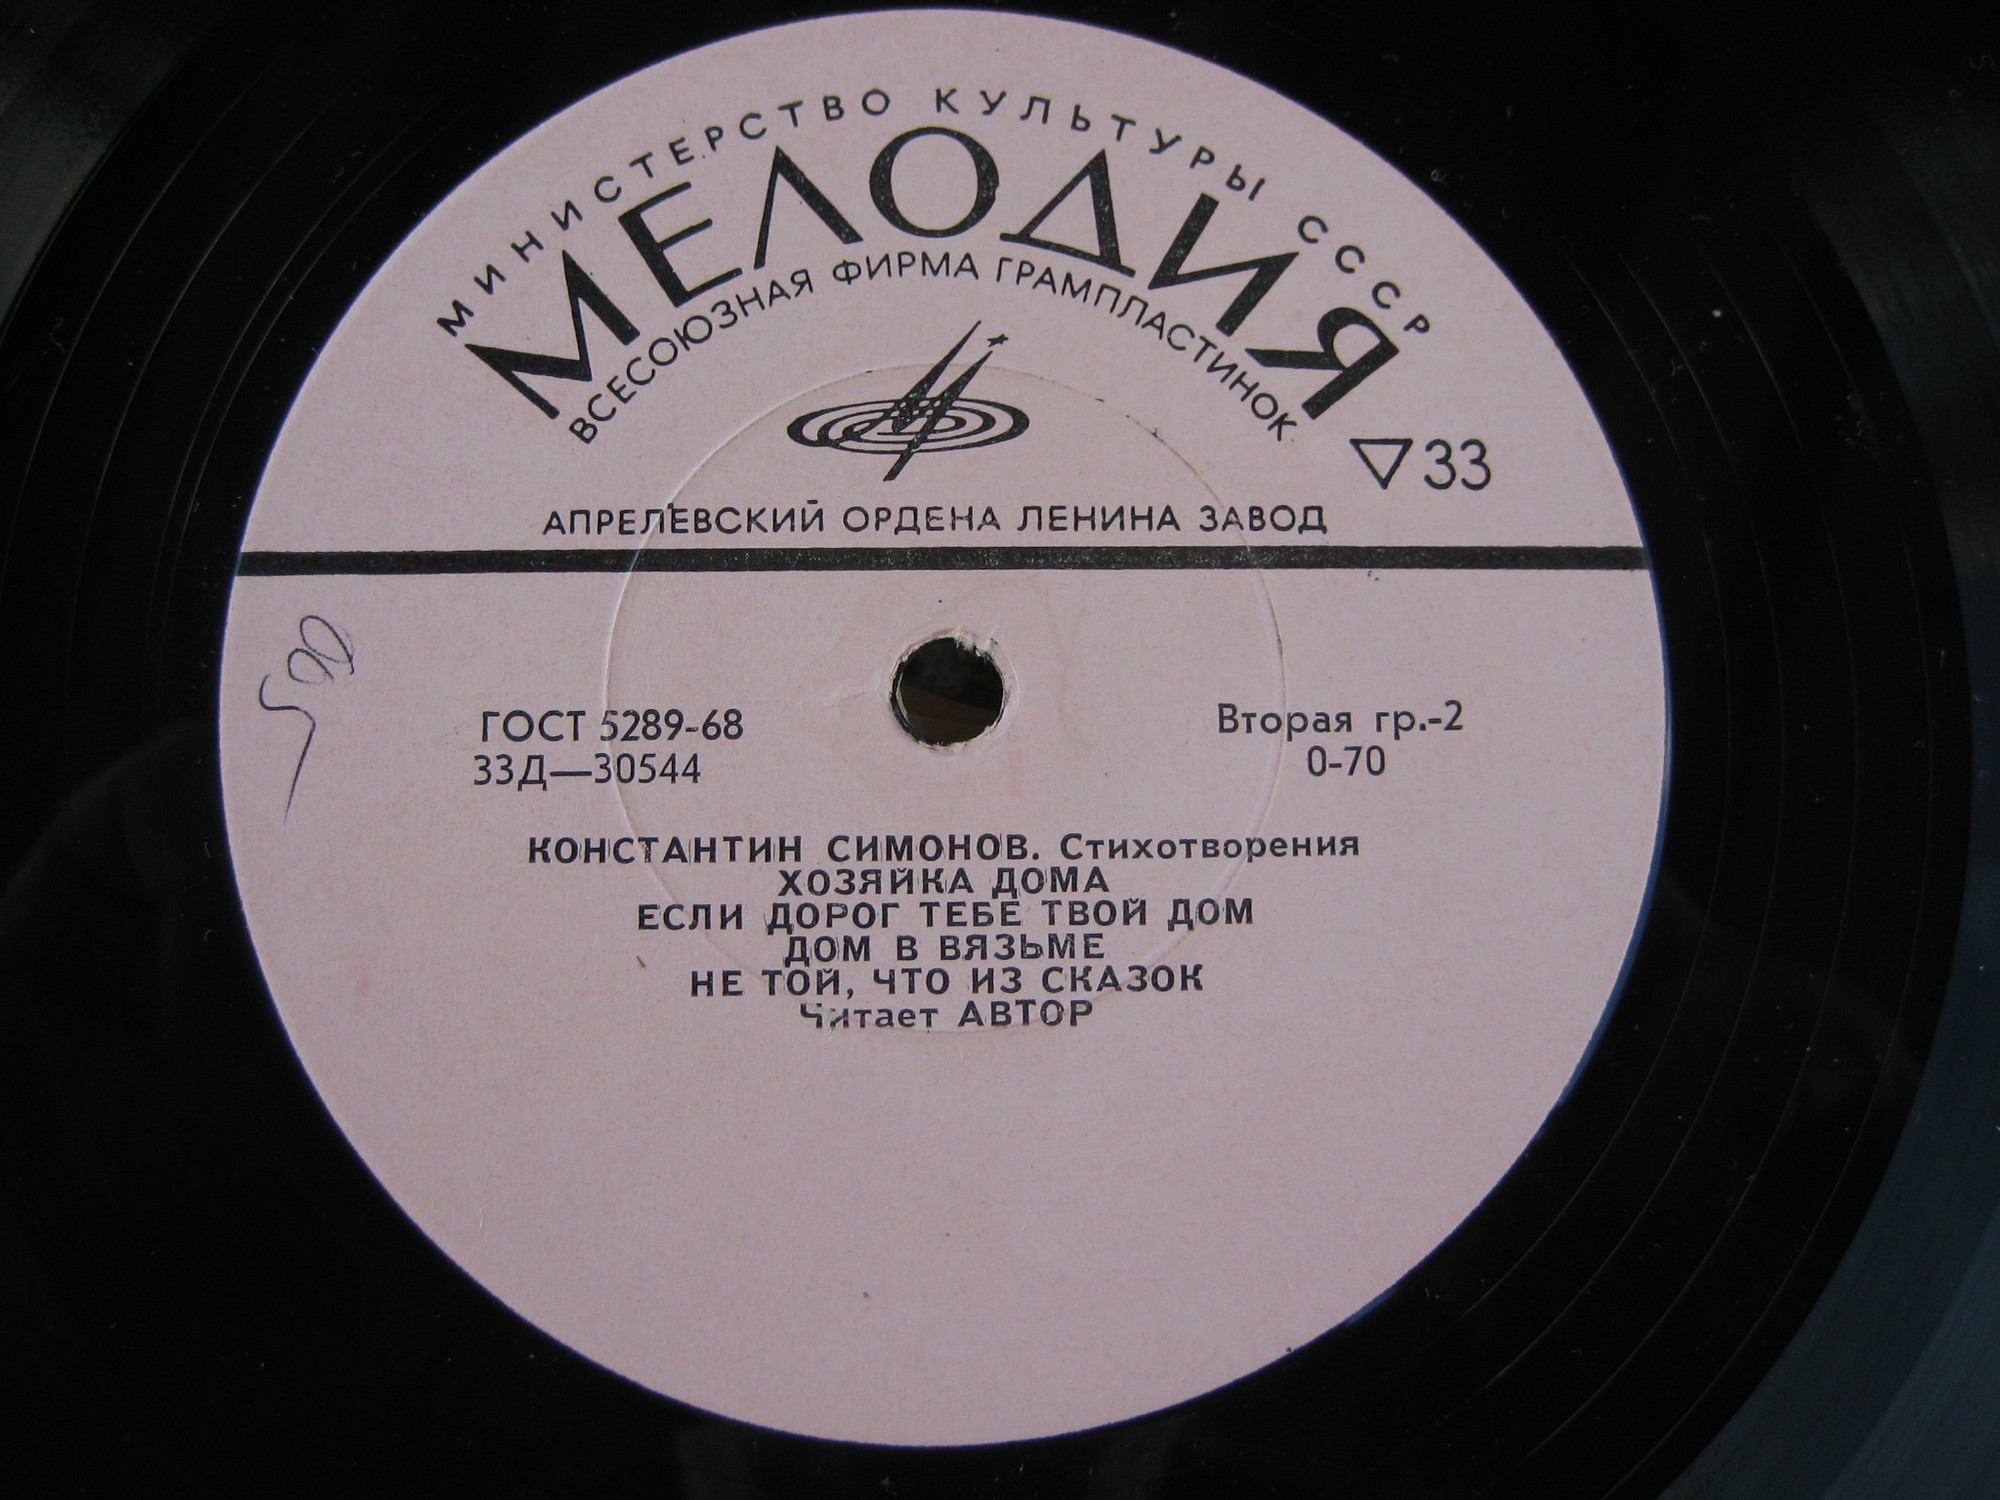 МИНИСТЕРСТВО КУЛЬТУРЫ СССР
МЕЛОДИЯ
ВСЕСОЮЗНАЯ ФИРМА ГРАМПЛАСТИНОК
33
АПРЕЛЕВСКИЙ ОРДЕНА ЛЕНИНА ЗАВОД
ГОСТ 5289-68
Вторая гр.-2
33Д—30544
0-70
КОНСТАНТИН СИМОНОВ. Стихотворения
ХОЗЯЙКА ДОМА
ЕСЛИ ДОРОГ ТЕБЕ ТВОЙ ДОМ
ДОМ В ВЯЗЬМЕ
НЕ ТОЙ, ЧТО ИЗ СКАЗОК
Читает АВТОР